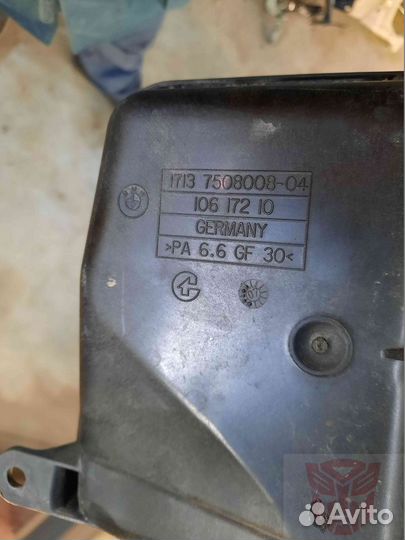 1713 7508008-04
106 172 10
GERMANY
>PA 6.6 GF 30<
Avito